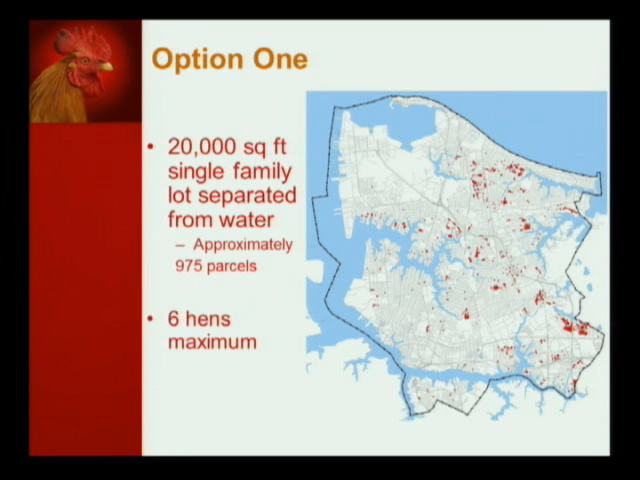 Option One
• 20,000 sq ft
single family
lot separated
from water
– Approximately
975 parcels
• 6 hens
maximum